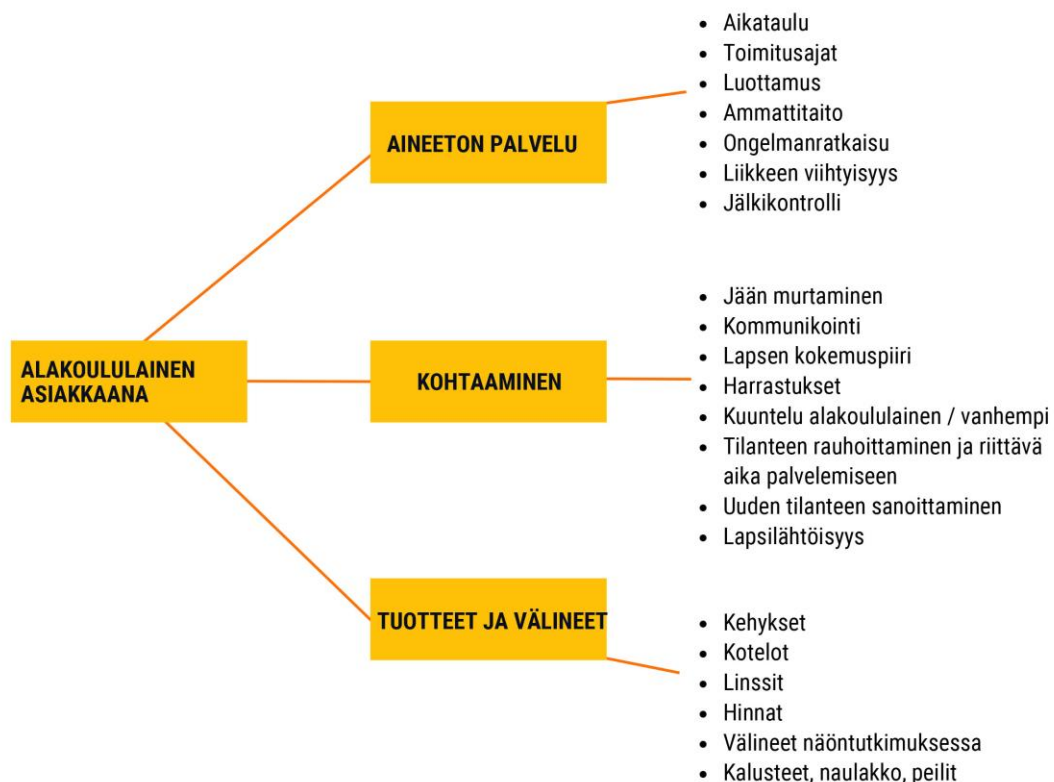 ALAKOULULAINEN
ASIAKKAANA
AINEETON PALVELU
• Aikataulu
• Toimitusajat
• Luottamus
• Ammattitaito
• Ongelmanratkaisu
• Liikkeen viihtyisyys
• Jälkikontrolli
KOHTAAMINEN
• Jään murtaminen
• Kommunikointi
• Lapsen kokemuspiiri
• Harrastukset
• Kuuntelu alakoululainen / vanhempi
• Tilanteen rauhoittaminen ja riittävä
aika palvelemiseen
• Uuden tilanteen sanoittaminen
• Lapsilähtöisyys
TUOTTEET JA VÄLINEET
• Kehykset
• Kotelot
• Linssit
• Hinnat
• Välineet näöntutkimuksessa
• Kalusteet, naulakko, peilit